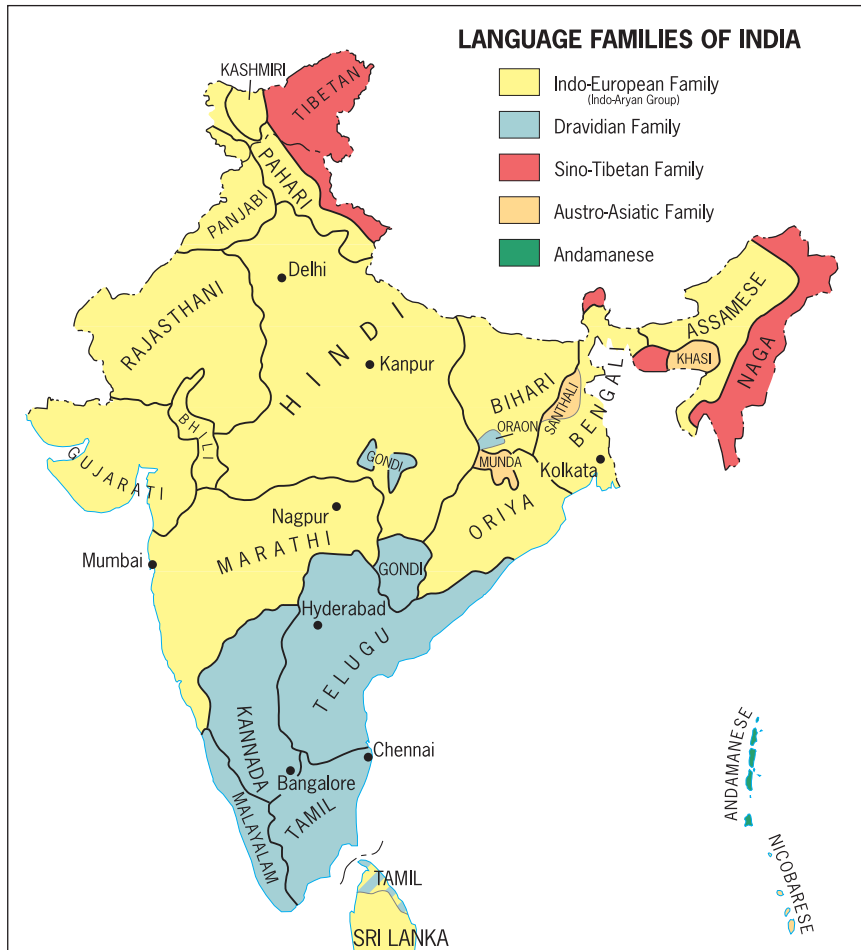 LANGUAGE FAMILIES OF INDIA
Indo-European Family
(Indo-Aryan Group)
Dravidian Family
Sino-Tibetan Family
Austro-Asiatic Family
Andamanese
KASHMIRI
TIBETAN
PAHARI
PANJABI
Delhi
RAJASTHANI
HINDI
Kanpur
ASSAMESE
KHASI
NAGA
BIHARI
SANTHALI
BENGALI
ORAON
MUNDA
Kolkata
BHILI
GUJARATI
GONDI
ORIYA
Nagpur
MARATHI
Mumbai
GONDI
Hyderabad
TELUGU
KANNADA
Chennai
Bangalore
MALAYALAM
TAMIL
ANDAMANESE
NICOBARESE
TAMIL
SRI LANKA